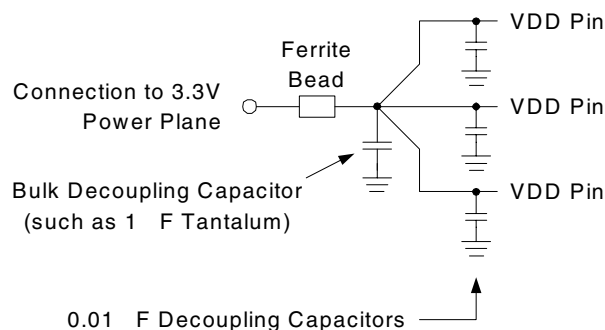 VDD Pin
Ferrite
Bead
Connection to 3.3V
Power Plane
VDD Pin
Bulk Decoupling Capacitor
(such as 1 F Tantalum)
VDD Pin
0.01 F Decoupling Capacitors